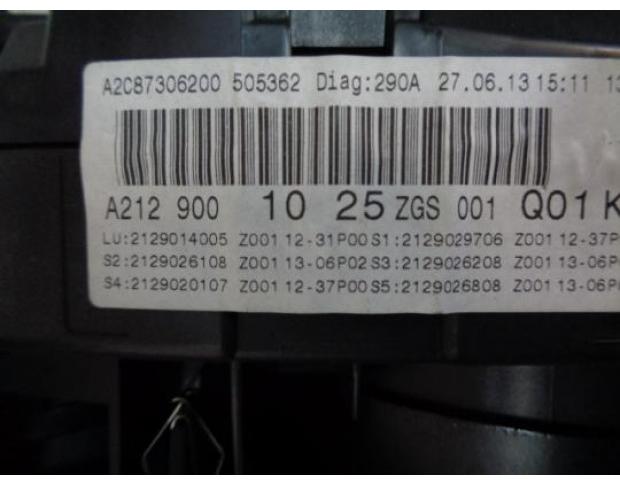 A2C87306200 505362 Diag:290A 27.06.13 15:11
A212 900 10 25 ZGS 001 Q01 K
LU:2129014005 Z001 12-31P00 S1:2129029706 Z001 12-37P
S2:2129026108 Z001 13-06P02 S3:2129026208 Z001 13-06P
S4:2129020107 Z001 12-37P00 S5:2129026808 Z001 13-06P